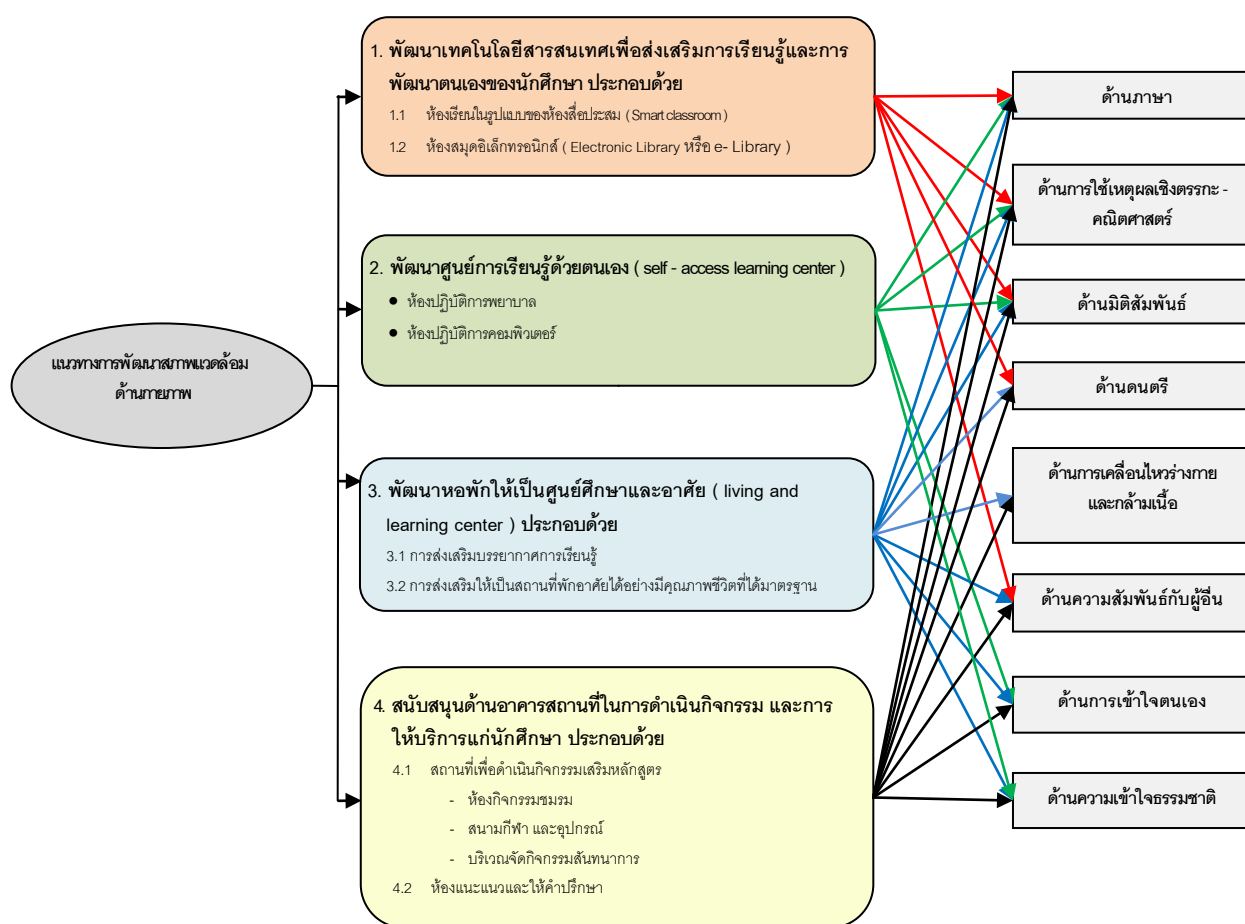 แนวทางการพัฒนาสภาพแวดล้อม
ด้านกายภาพ
1. พัฒนาเทคโนโลยีสารสนเทศเพื่อส่งเสริมการเรียนรู้และการ
พัฒนาตนเองของนักศึกษา ประกอบด้วย
1.1 ห้องเรียนในรูปแบบของห้องสื่อประสม ( Smart classroom )
1.2 ห้องสมุดอิเล็กทรอนิกส์ ( Electronic Library หรือ e- Library )
2. พัฒนาศูนย์การเรียนรู้ด้วยตนเอง ( self - access learning center )
● ห้องปฏิบัติการพยาบาล
● ห้องปฏิบัติการคอมพิวเตอร์
3. พัฒนาหอพักให้เป็นศูนย์ศึกษาและอาศัย ( living and
learning center ) ประกอบด้วย
3.1 การส่งเสริมบรรยากาศการเรียนรู้
3.2 การส่งเสริมให้เป็นสถานที่พักอาศัยได้อย่างมีคุณภาพชีวิตที่ได้มาตรฐาน
4. สนับสนุนด้านอาคารสถานที่ในการดำเนินกิจกรรม และการ
ให้บริการแก่นักศึกษา ประกอบด้วย
4.1 สถานที่เพื่อดำเนินกิจกรรมเสริมหลักสูตร
- ห้องกิจกรรมชมรม
- สนามกีฬา และอุปกรณ์
- บริเวณจัดกิจกรรมสันทนาการ
4.2 ห้องแนะแนวและให้คำปรึกษา
ด้านภาษา
ด้านการใช้เหตุผลเชิงตรรกะ -
คณิตศาสตร์
ด้านมิติสัมพันธ์
ด้านดนตรี
ด้านการเคลื่อนไหวร่างกาย
และกล้ามเนื้อ
ด้านความสัมพันธ์กับผู้อื่น
ด้านการเข้าใจตนเอง
ด้านความเข้าใจธรรมชาติ